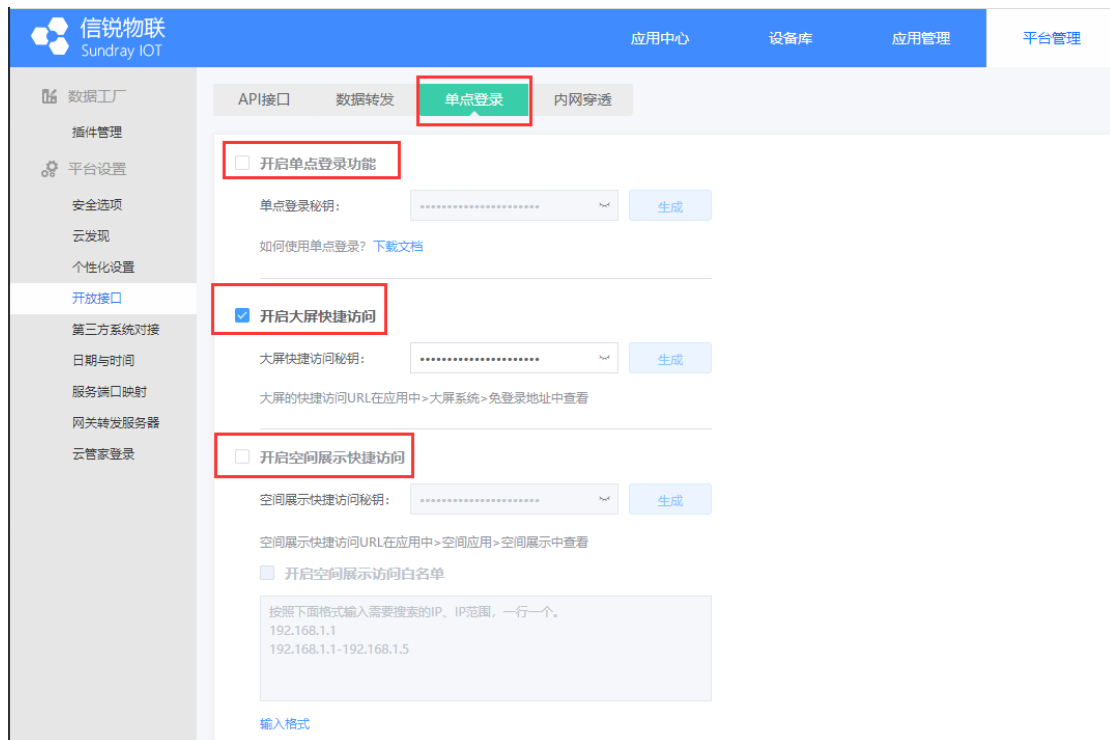 信锐物联
Sundray IOT
应用中心
设备库
应用管理
平台管理
数据工厂
插件管理
平台设置
安全选项
云发现
个性化设置
开放接口
第三方系统对接
日期与时间
服务端口映射
网关转发服务器
云管家登录
API接口
数据转发
单点登录
内网穿透
开启单点登录功能
单点登录秘钥：
生成
如何使用单点登录？下载文档
开启大屏快捷访问
大屏快捷访问秘钥：
生成
大屏的快捷访问URL在应用中>大屏系统>免登录地址中查看
开启空间展示快捷访问
空间展示快捷访问秘钥：
生成
空间展示快捷访问URL在应用中>空间应用>空间展示中查看
开启空间展示访问白名单
按照下面格式输入需要搜索的IP、IP范围，一行一个。
192.168.1.1
192.168.1.1-192.168.1.5
输入格式